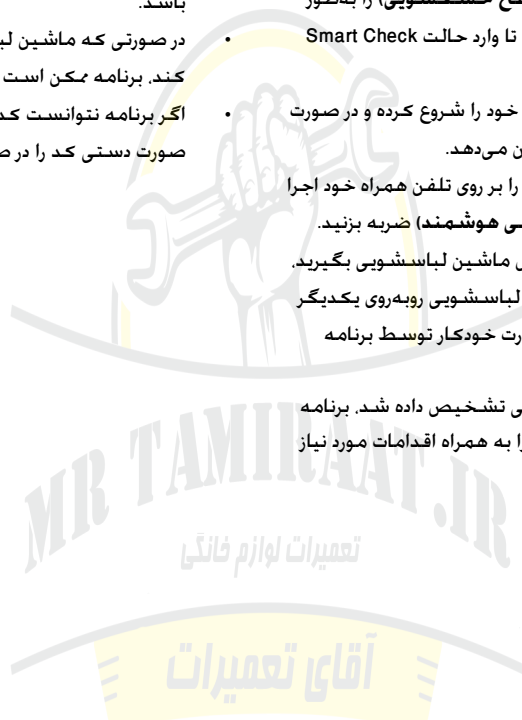 را به‌طور
تا وارد حالت Smart Check
خود را شروع کرده و در صورت
می‌دهد.
را بر روی تلفن همراه خود اجرا
هوشمند) ضربه بزنید.
ماشین لباسشویی بگیرید،
لباسشویی روبه‌روی یکدیگر
خودکار توسط برنامه
تشخیص داده شد، برنامه
به همراه اقدامات مورد نیاز
باشد.
• در صورتی که ماشین
کند، برنامه ممکن است
• اگر برنامه نتوانست
صورت دستی کد را در
MR TAMIRAAT.IR
تعمیرات لوازم خانگی
آقای تعمیرات